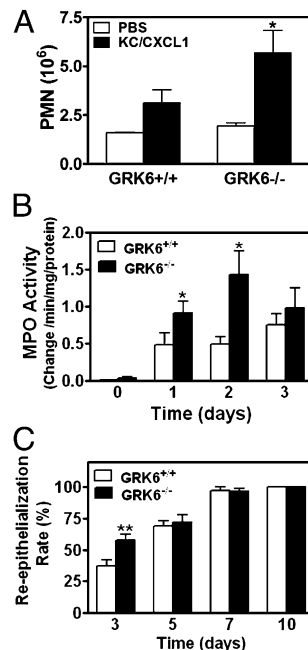 A
PBS
KC/CXCL1
*
PMN (10⁶)
7.5
5.0
2.5
0.0
GRK6+/+ GRK6-/-
B
GRK6+/+
GRK6-/-
MPO Activity
(Change /min/mg/protein)
2.0
1.5
1.0
0.5
0.0
* *
0 1 2 3
Time (days)
C
GRK6+/+
GRK6-/-
Re-epithelialization
Rate (%)
100
75
50
25
0
**
3 5 7 10
Time (days)